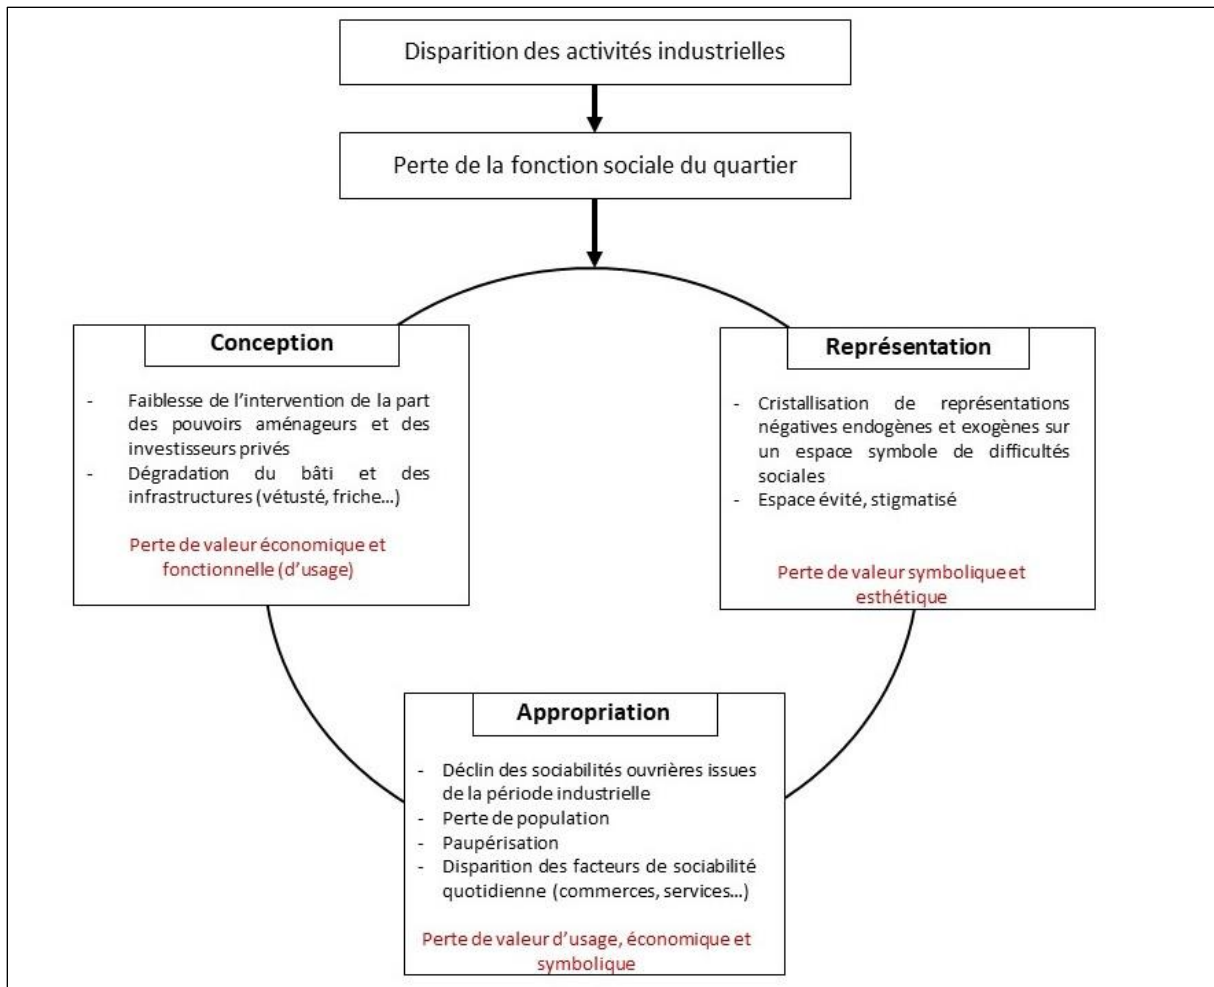 Disparition des activités industrielles
Perte de la fonction sociale du quartier
Conception
- Faiblesse de l'intervention de la part
des pouvoirs aménageurs et des
investisseurs privés
- Dégradation du bâti et des
infrastructures (vétusté, friche...)
Perte de valeur économique et
fonctionnelle (d'usage)
Représentation
- Cristallisation de représentations
négatives endogènes et exogènes sur
un espace symbole de difficultés
sociales
- Espace évité, stigmatisé
Perte de valeur symbolique et
esthétique
Appropriation
- Déclin des sociabilités ouvrières issues
de la période industrielle
- Perte de population
- Paupérisation
- Disparition des facteurs de sociabilité
quotidienne (commerces, services...)
Perte de valeur d'usage, économique et
symbolique